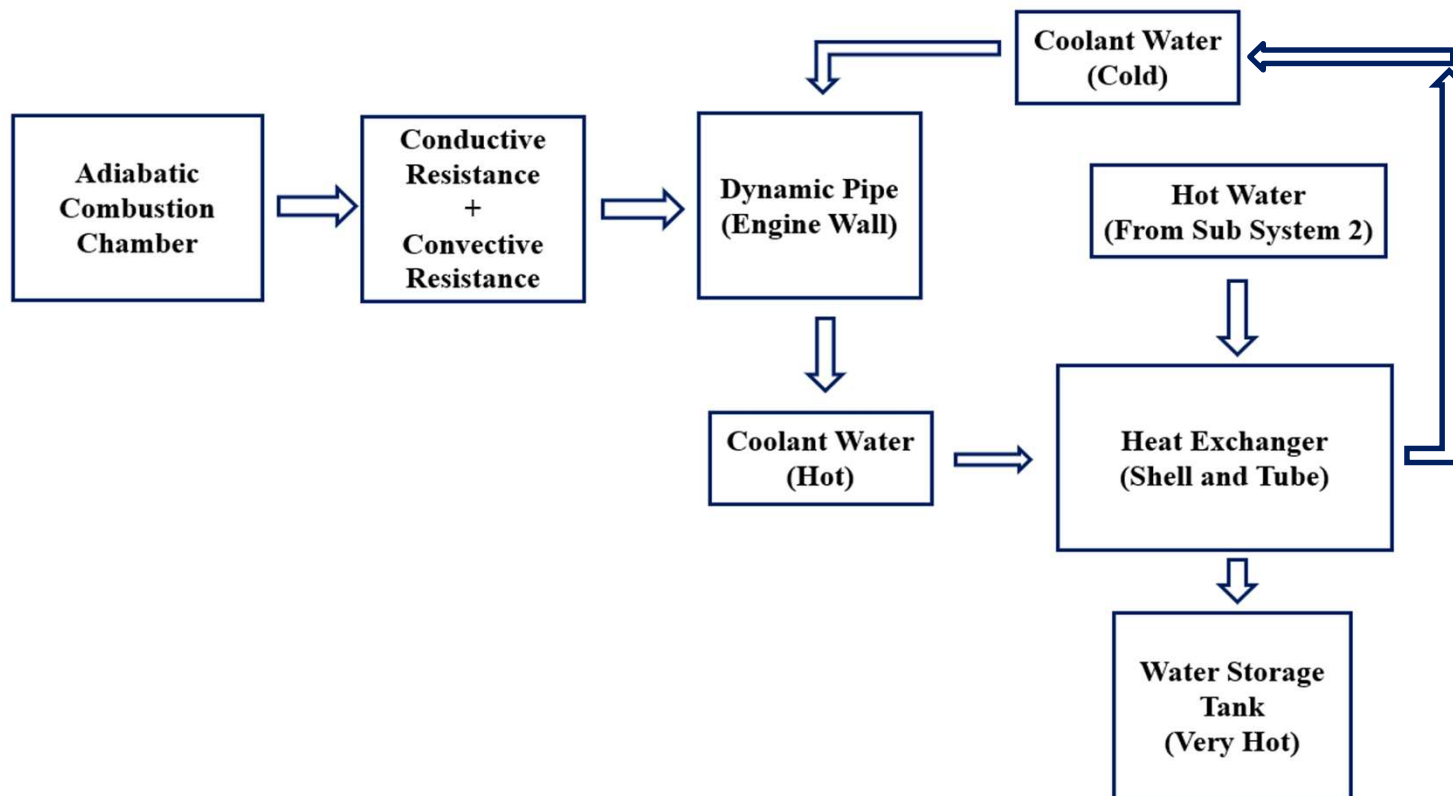 Coolant Water
(Cold)
Adiabatic
Combustion
Chamber
Conductive
Resistance
+
Convective
Resistance
Dynamic Pipe
(Engine Wall)
Hot Water
(From Sub System 2)
Coolant Water
(Hot)
Heat Exchanger
(Shell and Tube)
Water Storage
Tank
(Very Hot)